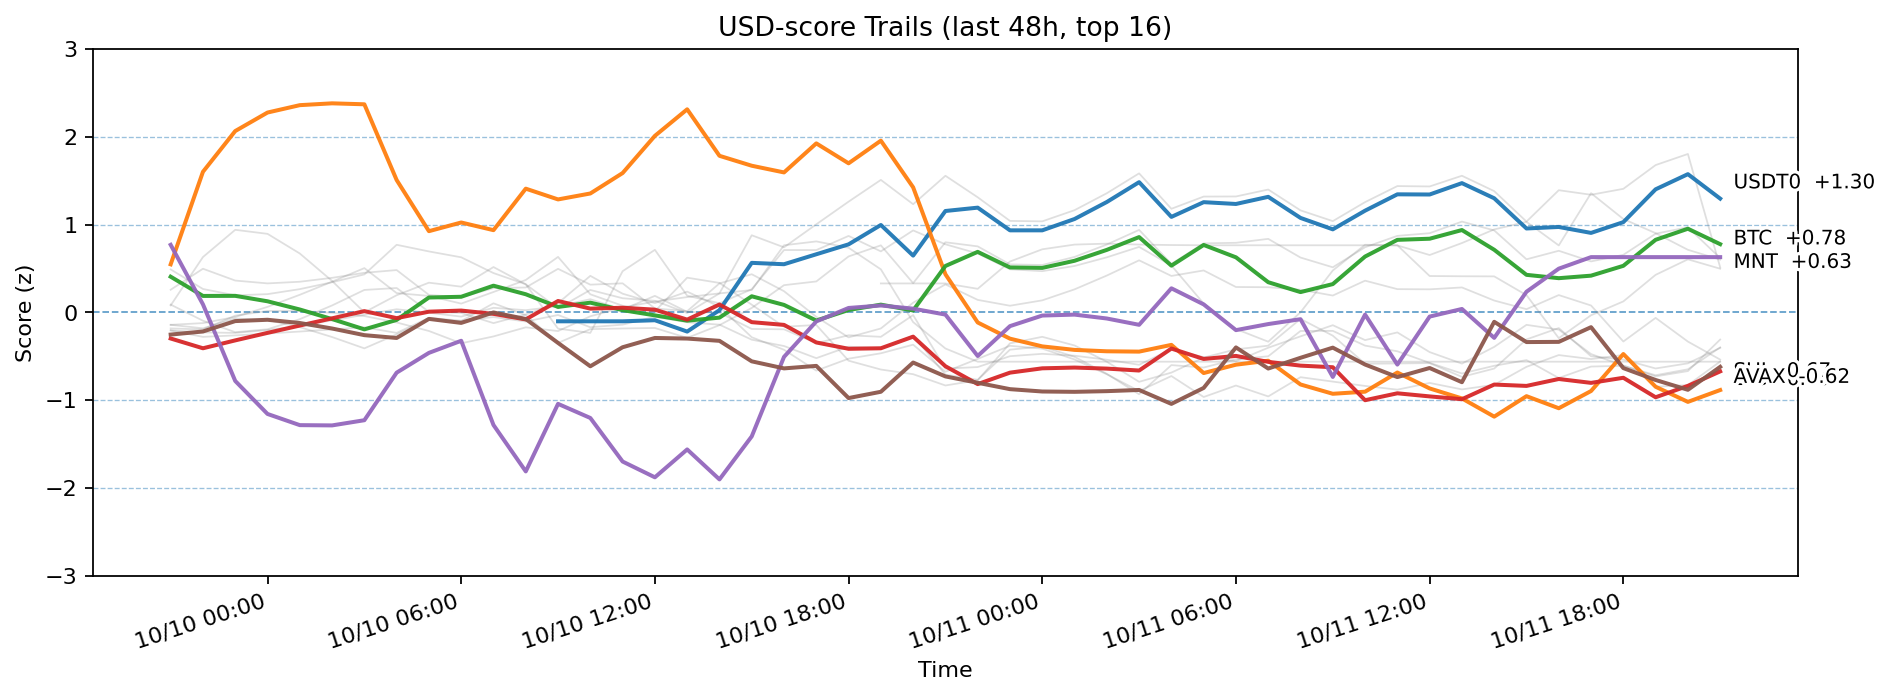 USD-score Trails (last 48h, top 16)
Score (z)
3
2
1
0
−1
−2
−3
USDT0 +1.30
BTC +0.78
MNT +0.63
AVAX -0.62
10/10 00:00
10/10 06:00
10/10 12:00
10/10 18:00
10/11 00:00
10/11 06:00
10/11 12:00
10/11 18:00
Time